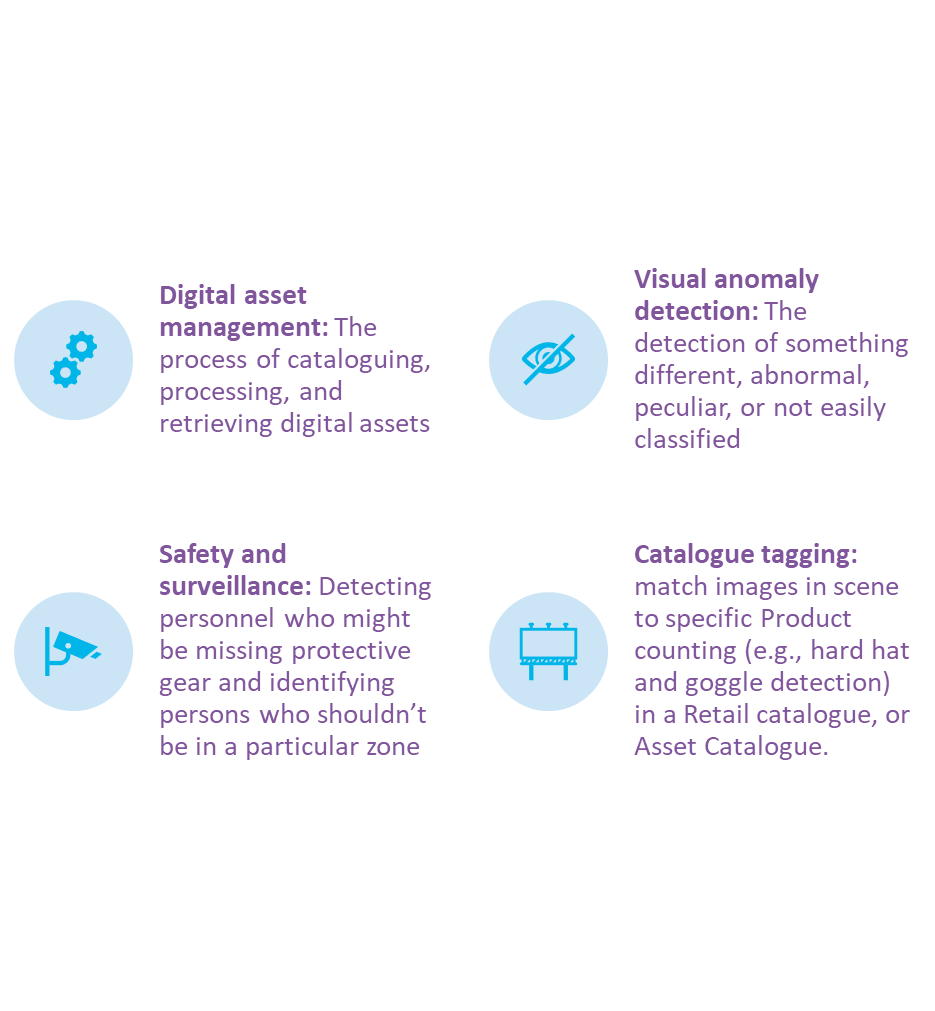 Digital asset
management: The
process of cataloguing,
processing, and
retrieving digital assets
Visual anomaly
detection: The
detection of something
different, abnormal,
peculiar, or not easily
classified
Safety and
surveillance: Detecting
personnel who might
be missing protective
gear and identifying
persons who shouldn’t
be in a particular zone
Catalogue tagging:
match images in scene
to specific Product
counting (e.g., hard hat
and goggle detection)
in a Retail catalogue, or
Asset Catalogue.